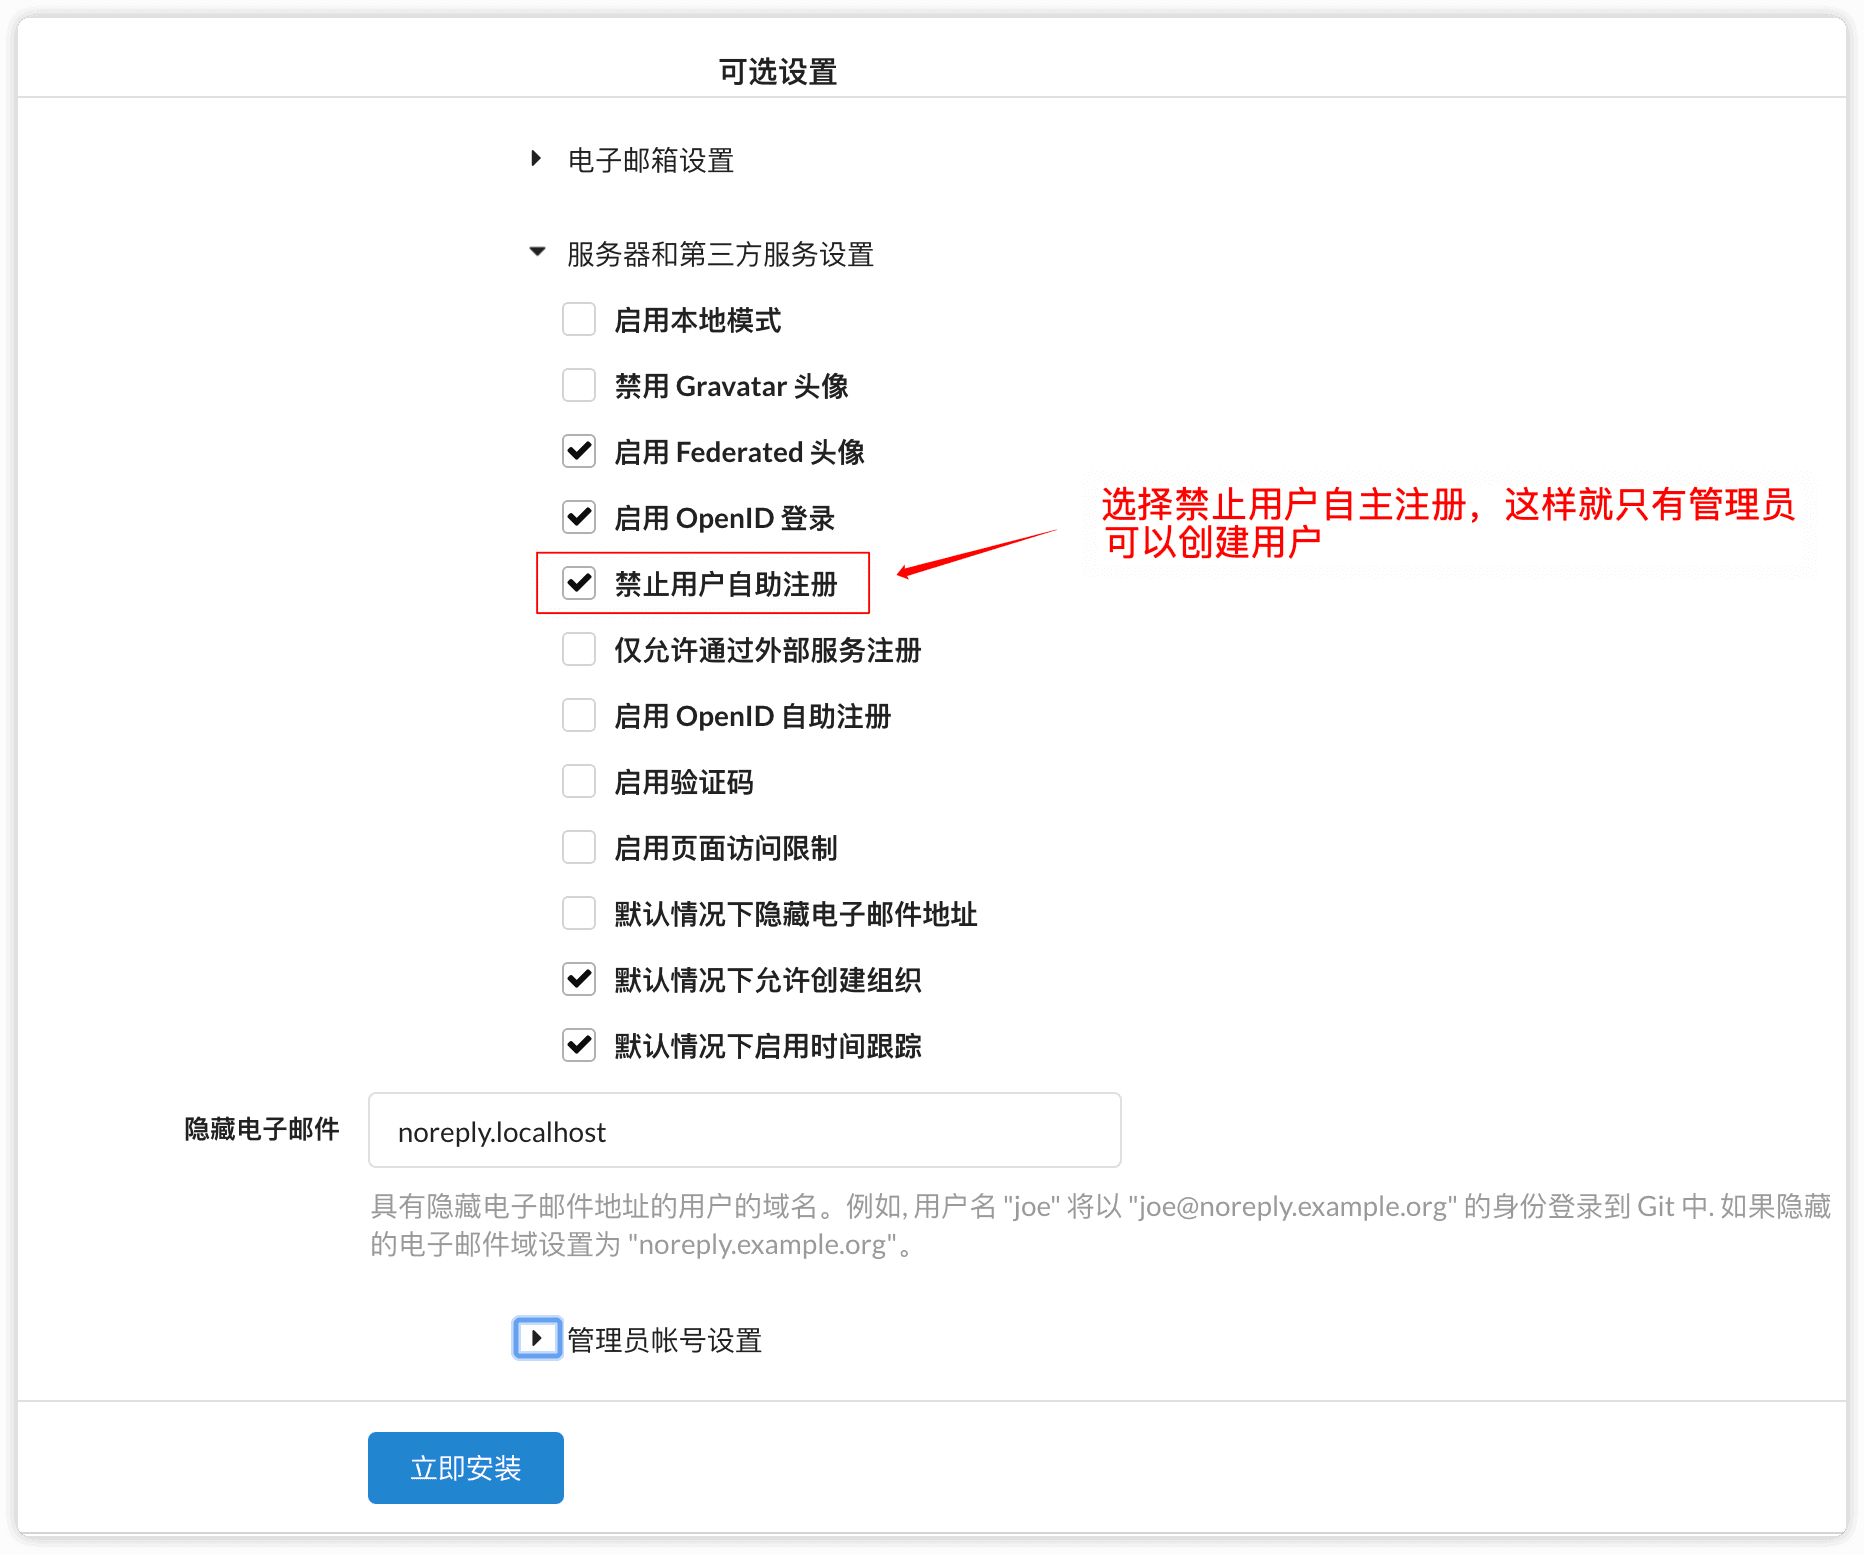 可选设置
电子邮箱设置
服务器和第三方服务设置
启用本地模式
禁用 Gravatar 头像
启用 Federated 头像
启用 OpenID 登录
禁止用户自助注册
选择禁止用户自主注册，这样就只有管理员
可以创建用户
仅允许通过外部服务注册
启用 OpenID 自助注册
启用验证码
启用页面访问限制
默认情况下隐藏电子邮件地址
默认情况下允许创建组织
默认情况下启用时间跟踪
隐藏电子邮件
noreply.localhost
具有隐藏电子邮件地址的用户的域名。例如, 用户名 "joe" 将以 "joe@noreply.example.org" 的身份登录到 Git 中. 如果隐藏
的电子邮件域设置为 "noreply.example.org"。
管理员帐号设置
立即安装